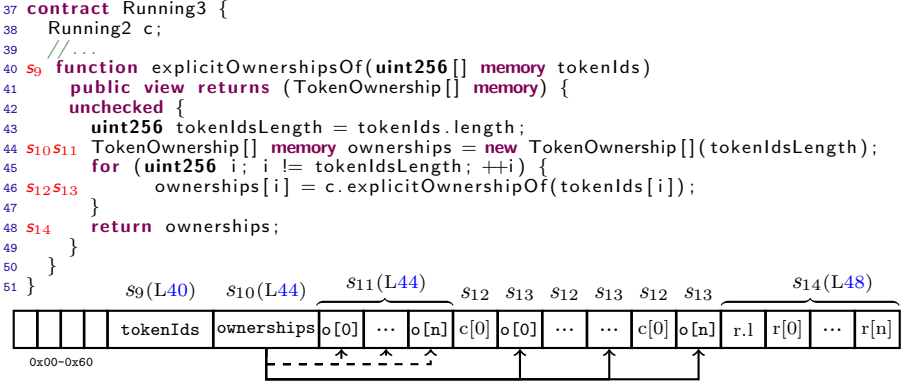 37 contract Running3 {
38 Running2 c;
39 //...
40 s9 function explicitOwnershipsOf(uint256[] memory tokenIds)
41 public view returns (TokenOwnership[] memory) {
42 unchecked {
43 uint256 tokenIdsLength = tokenIds.length;
44 s10s11 TokenOwnership[] memory ownerships = new TokenOwnership[](tokenIdsLength);
45 for (uint256 i; i != tokenIdsLength; ++i) {
46 s12s13 ownerships[i] = c.explicitOwnershipOf(tokenIds[i]);
47 }
48 s14 return ownerships;
49 }
50 }
51 }
s9(L40) s10(L44) s11(L44) s12 s13 s12 s13 s12 s13 s14(L48)
tokenIds ownerships o[0] ... o[n] c[0] o[0] ... ... c[0] o[n] r.l r[0] ... r[n]
0x00-0x60